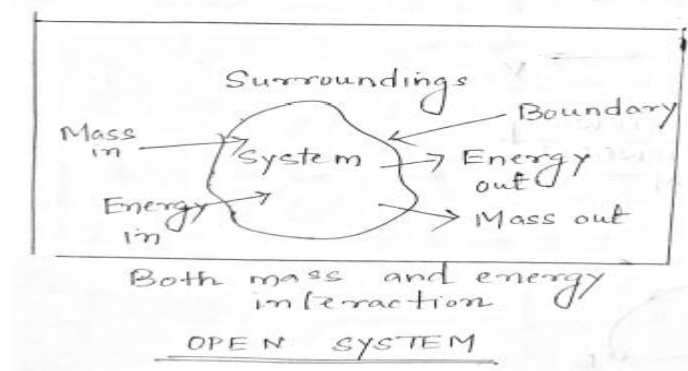 Surroundings
Boundary
Mass
in
System
Energy
out
Energy
in
Mass out
Both mass and energy
interaction
OPEN SYSTEM